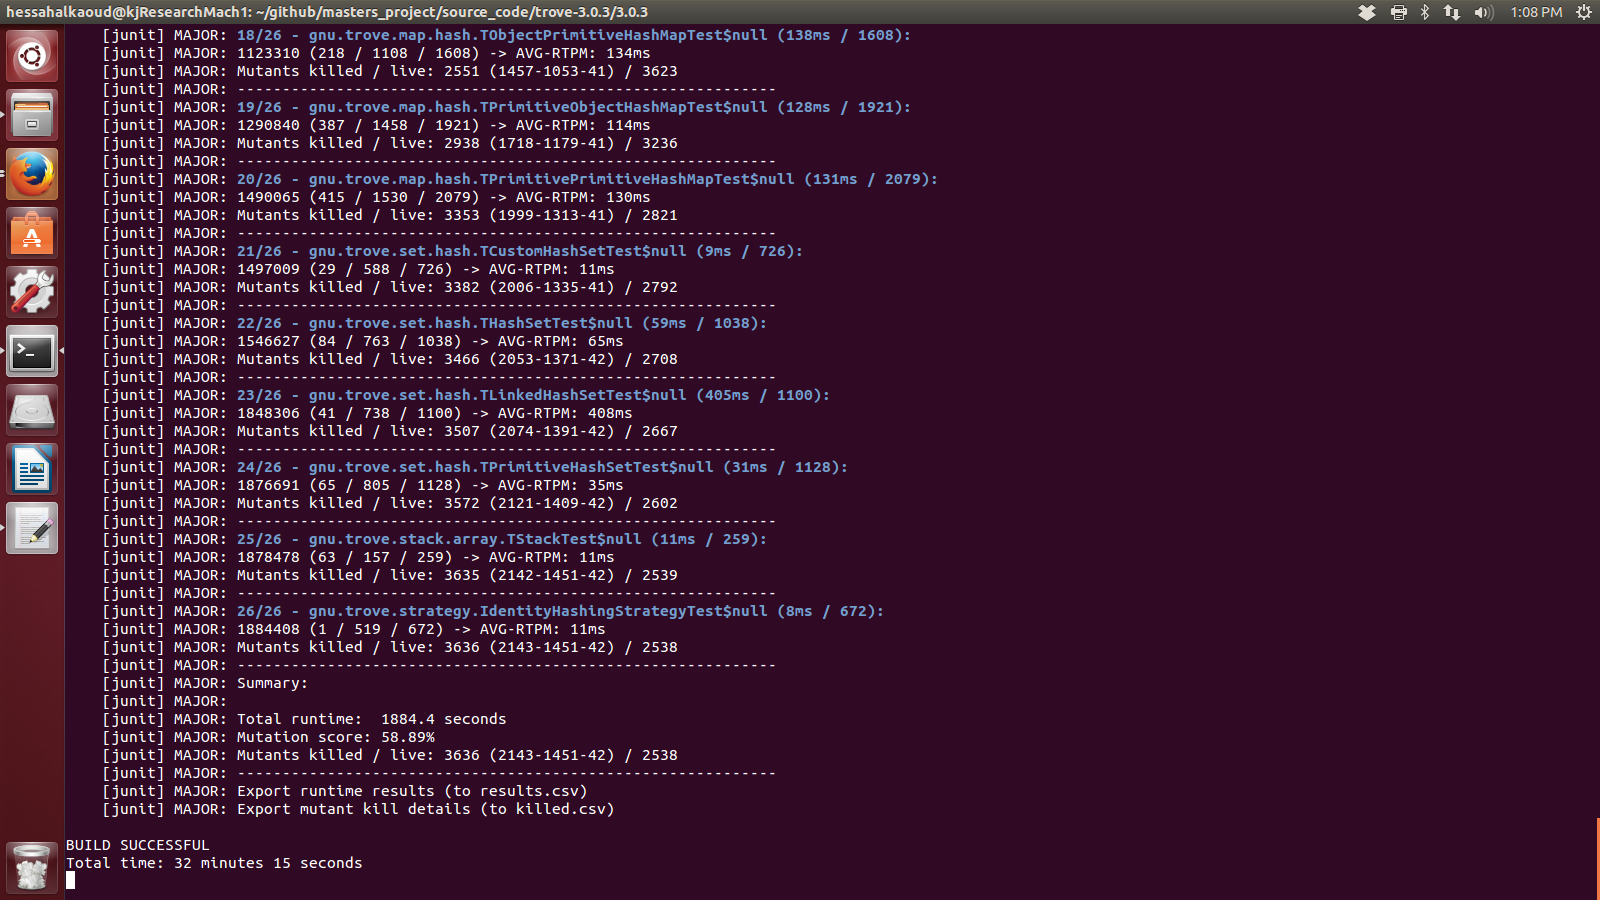 hessahalkaoud@kjResearchMach1: ~/github/masters_project/source_code/trove-3.0.3/3.0.3 1:08 PM
[junit] MAJOR: 18/26 - gnu.trove.map.hash.TObjectPrimitiveHashMapTest$null (138ms / 1608):
[junit] MAJOR: 1123310 (218 / 1108 / 1608) -> AVG-RTPM: 134ms
[junit] MAJOR: Mutants killed / live: 2551 (1457-1053-41) / 3623
[junit] MAJOR: ------------------------------------------------------------
[junit] MAJOR: 19/26 - gnu.trove.map.hash.TPrimitiveObjectHashMapTest$null (128ms / 1921):
[junit] MAJOR: 1290840 (387 / 1458 / 1921) -> AVG-RTPM: 114ms
[junit] MAJOR: Mutants killed / live: 2938 (1718-1179-41) / 3236
[junit] MAJOR: ------------------------------------------------------------
[junit] MAJOR: 20/26 - gnu.trove.map.hash.TPrimitivePrimitiveHashMapTest$null (131ms / 2079):
[junit] MAJOR: 1490065 (415 / 1530 / 2079) -> AVG-RTPM: 130ms
[junit] MAJOR: Mutants killed / live: 3353 (1999-1313-41) / 2821
[junit] MAJOR: ------------------------------------------------------------
[junit] MAJOR: 21/26 - gnu.trove.set.hash.TCustomHashSetTest$null (9ms / 726):
[junit] MAJOR: 1497009 (29 / 588 / 726) -> AVG-RTPM: 11ms
[junit] MAJOR: Mutants killed / live: 3382 (2006-1335-41) / 2792
[junit] MAJOR: ------------------------------------------------------------
[junit] MAJOR: 22/26 - gnu.trove.set.hash.THashSetTest$null (59ms / 1038):
[junit] MAJOR: 1546627 (84 / 763 / 1038) -> AVG-RTPM: 65ms
[junit] MAJOR: Mutants killed / live: 3466 (2053-1371-42) / 2708
[junit] MAJOR: ------------------------------------------------------------
[junit] MAJOR: 23/26 - gnu.trove.set.hash.TLinkedHashSetTest$null (405ms / 1100):
[junit] MAJOR: 1848306 (41 / 738 / 1100) -> AVG-RTPM: 408ms
[junit] MAJOR: Mutants killed / live: 3507 (2074-1391-42) / 2667
[junit] MAJOR: ------------------------------------------------------------
[junit] MAJOR: 24/26 - gnu.trove.set.hash.TPrimitiveHashSetTest$null (31ms / 1128):
[junit] MAJOR: 1876691 (65 / 805 / 1128) -> AVG-RTPM: 35ms
[junit] MAJOR: Mutants killed / live: 3572 (2121-1409-42) / 2602
[junit] MAJOR: ------------------------------------------------------------
[junit] MAJOR: 25/26 - gnu.trove.stack.array.TStackTest$null (11ms / 259):
[junit] MAJOR: 1878478 (63 / 157 / 259) -> AVG-RTPM: 11ms
[junit] MAJOR: Mutants killed / live: 3635 (2142-1451-42) / 2539
[junit] MAJOR: ------------------------------------------------------------
[junit] MAJOR: 26/26 - gnu.trove.strategy.IdentityHashingStrategyTest$null (8ms / 672):
[junit] MAJOR: 1884408 (1 / 519 / 672) -> AVG-RTPM: 11ms
[junit] MAJOR: Mutants killed / live: 3636 (2143-1451-42) / 2538
[junit] MAJOR: ------------------------------------------------------------
[junit] MAJOR: Summary:
[junit] MAJOR:
[junit] MAJOR: Total runtime:  1884.4 seconds
[junit] MAJOR: Mutation score: 58.89%
[junit] MAJOR: Mutants killed / live: 3636 (2143-1451-42) / 2538
[junit] MAJOR: ------------------------------------------------------------
[junit] MAJOR: Export runtime results (to results.csv)
[junit] MAJOR: Export mutant kill details (to killed.csv)
BUILD SUCCESSFUL
Total time: 32 minutes 15 seconds